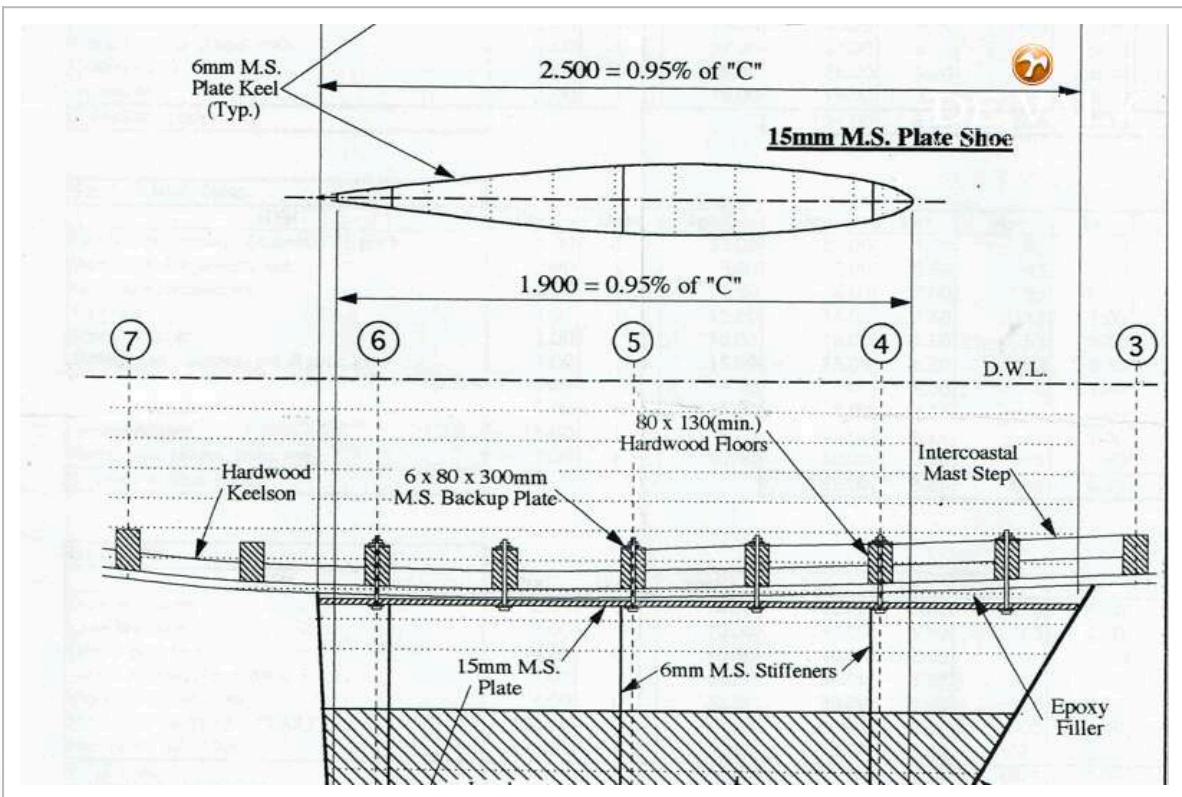 6mm M.S.
Plate Keel
(Typ.)
2.500 = 0.95% of "C"
15mm M.S. Plate Shoe
1.900 = 0.95% of "C"
7
6
5
4
3
D.W.L.
80 x 130(min.)
Hardwood Floors
Intercoastal
Mast Step
Hardwood
Keelson
6 x 80 x 300mm
M.S. Backup Plate
15mm M.S.
Plate
6mm M.S. Stiffeners
Epoxy
Filler